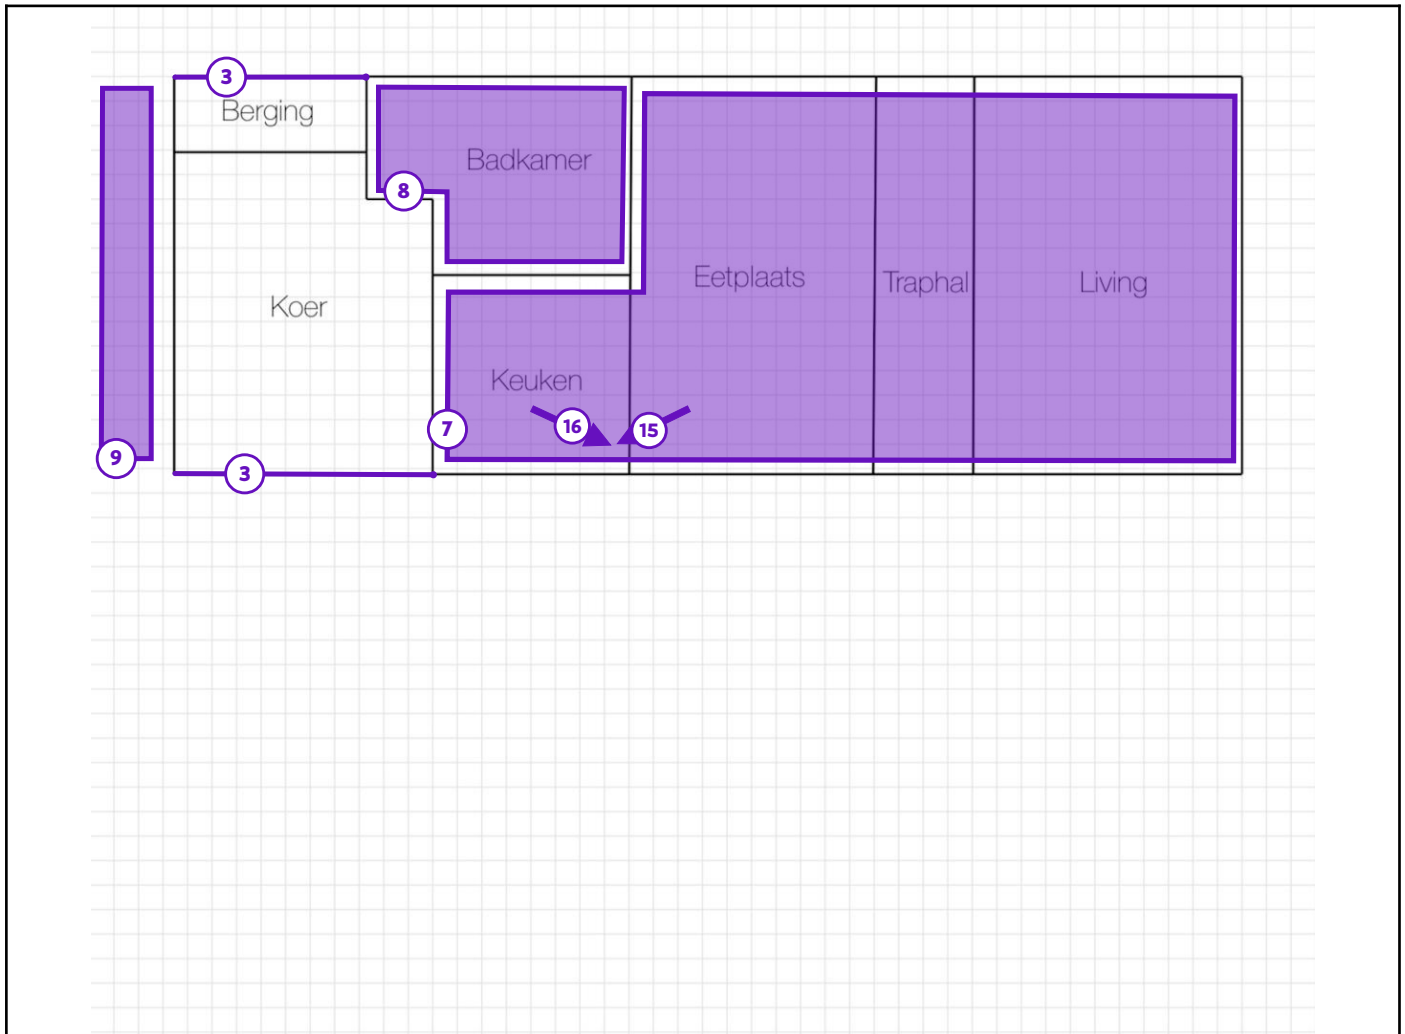 3
Berging
Badkamer
8
Eetplaats
Traphal
Living
Koer
Keuken
16
15
7
9
3